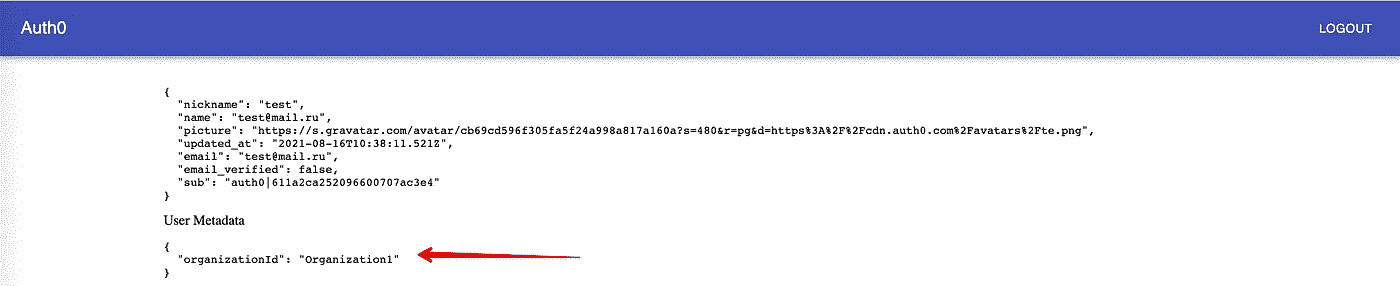 Auth0
LOGOUT
{
"nickname": "test",
"name": "test@mail.ru",
"picture": "https://s.gravatar.com/avatar/cb69cd596f305fa5f24a998a817a160a?s=480&r=pg&d=https%3A%2F%2Fcdn.auth0.com%2Favatars%2Fte.png",
"updated_at": "2021-08-16T10:38:11.521Z",
"email": "test@mail.ru",
"email_verified": false,
"sub": "auth0|611a2ca252096600707ac3e4"
}
User Metadata
{
"organizationId": "Organization1"
}